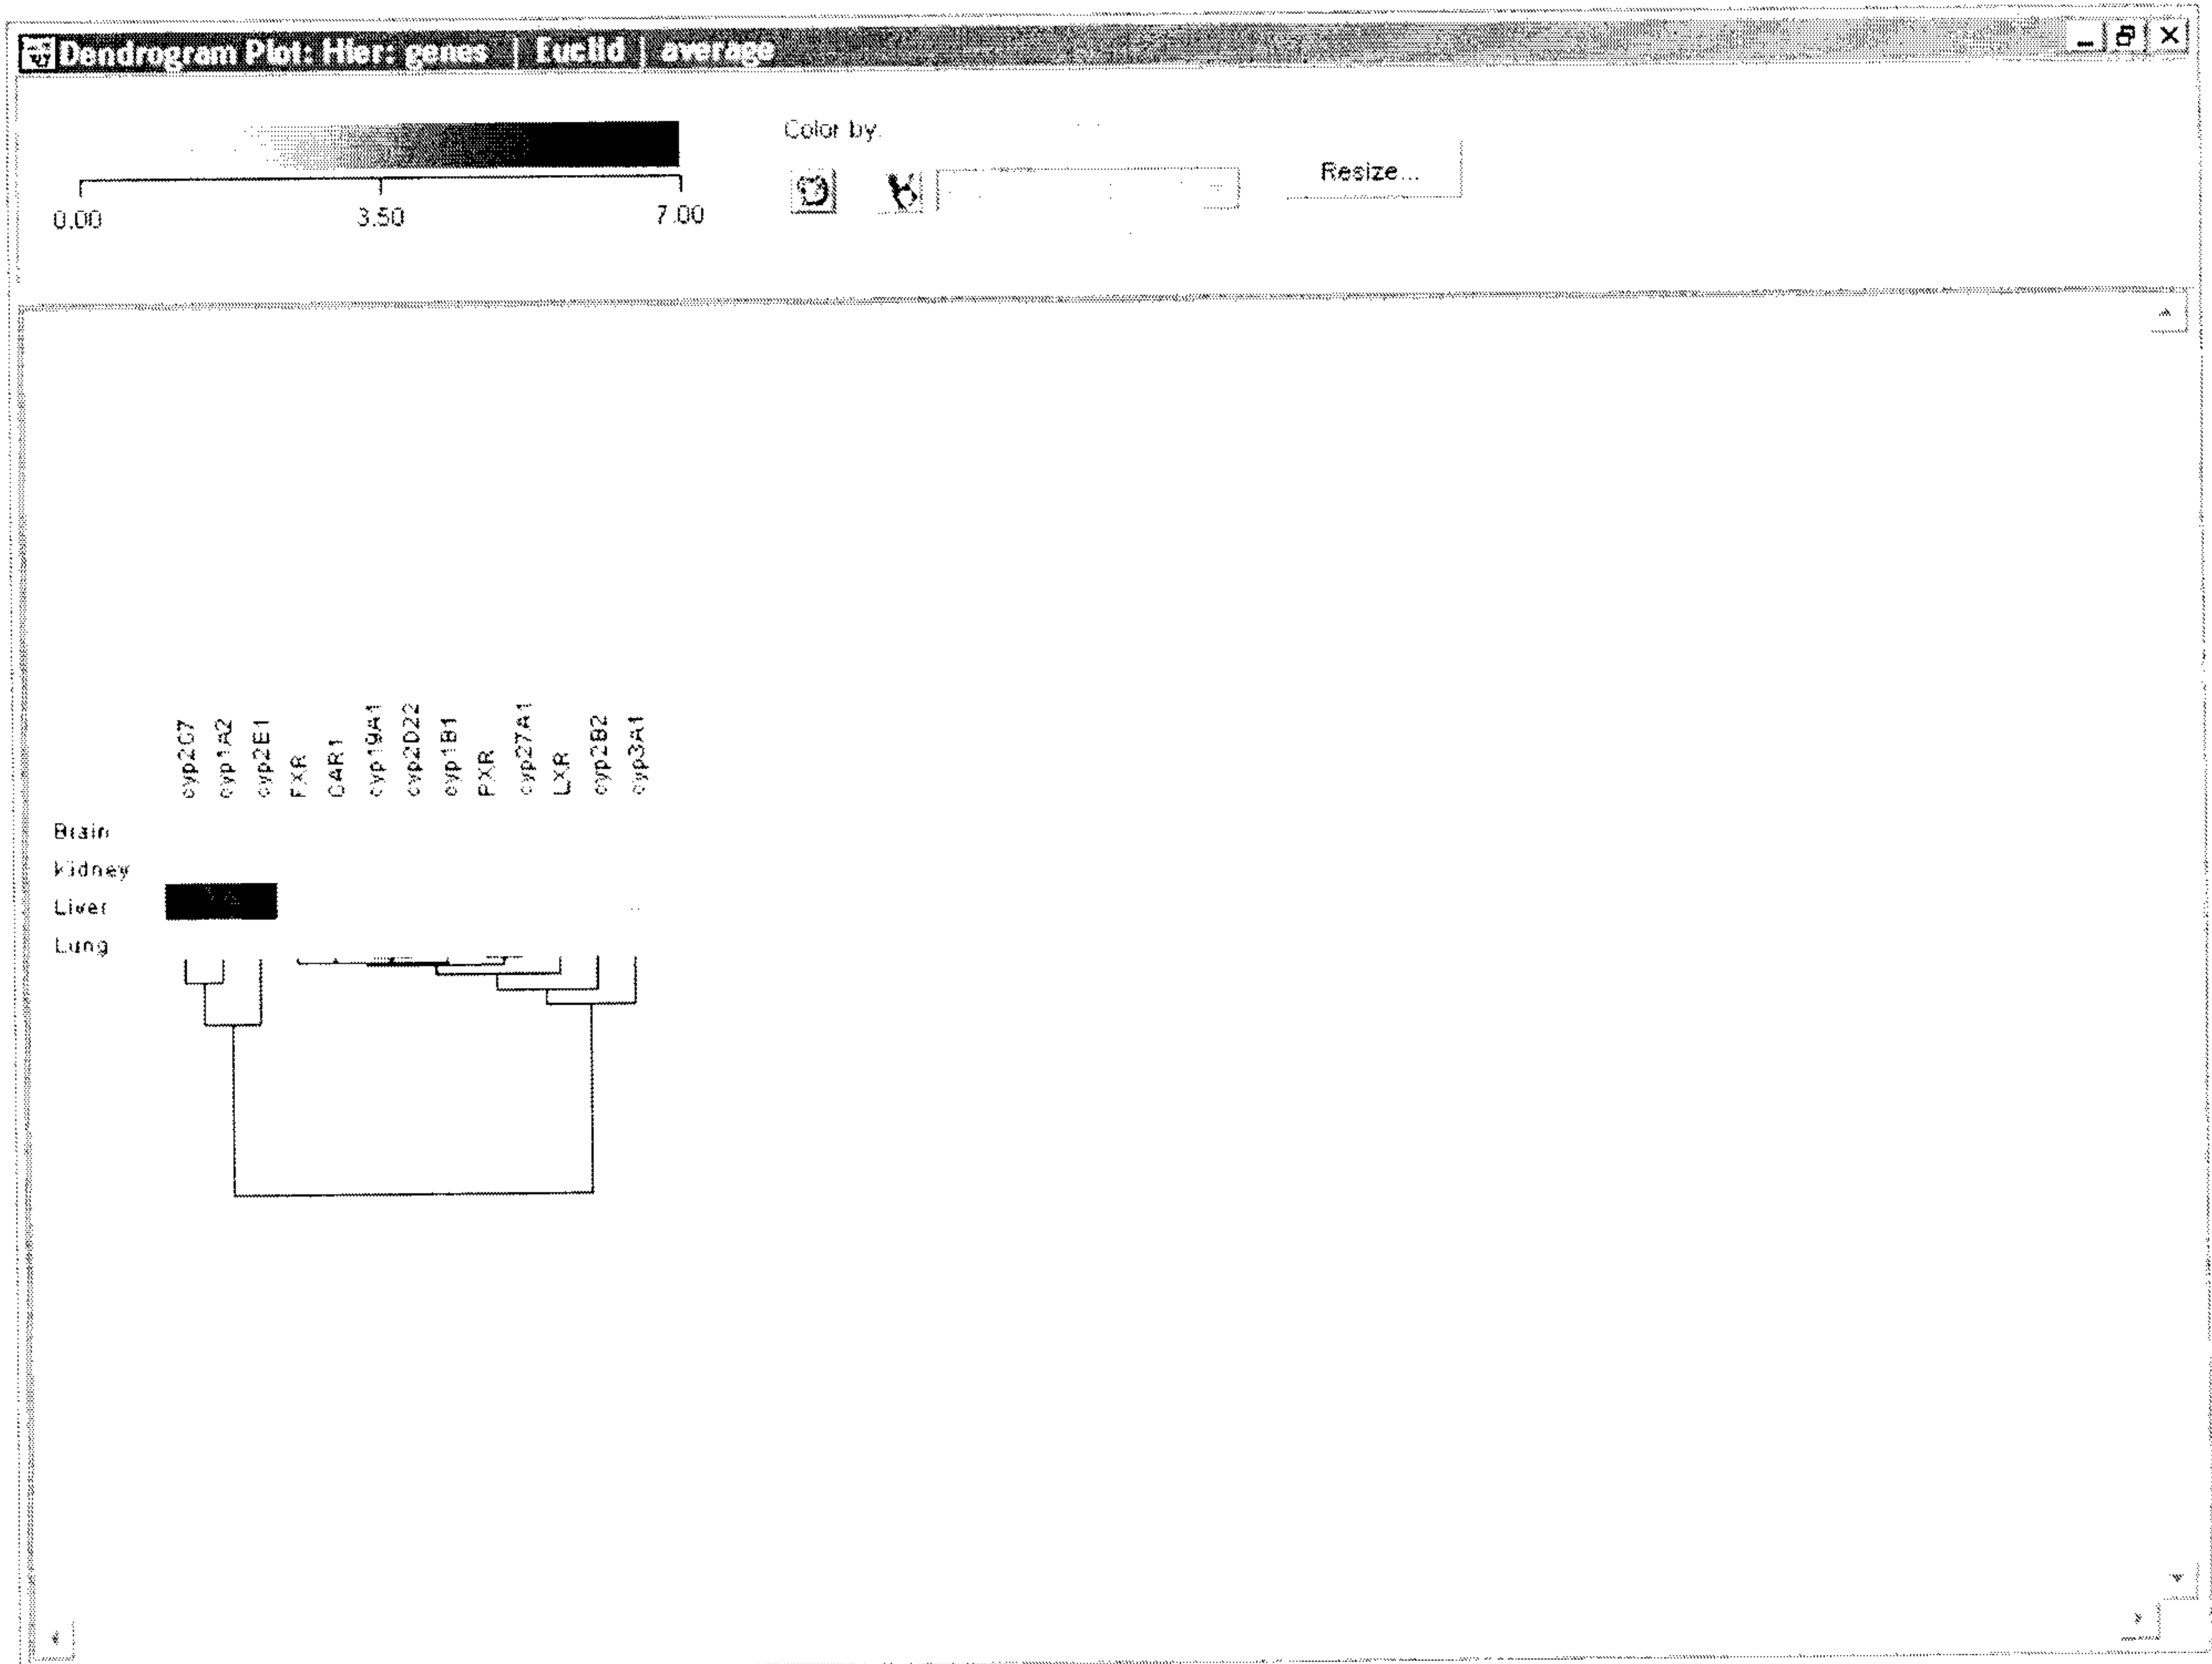 Dendrogram Plot: Hier: genes | Euclid | average
Color by:
Resize...
0.00 3.50 7.00
cyp2C7 cyp1A2 cyp2E1 FXR CAR1 cyp19A1 cyp2D22 cyp1B1 PXR cyp27A1 LXR cyp2B2 cyp3A1
Brain
kidney
Liver
Lung